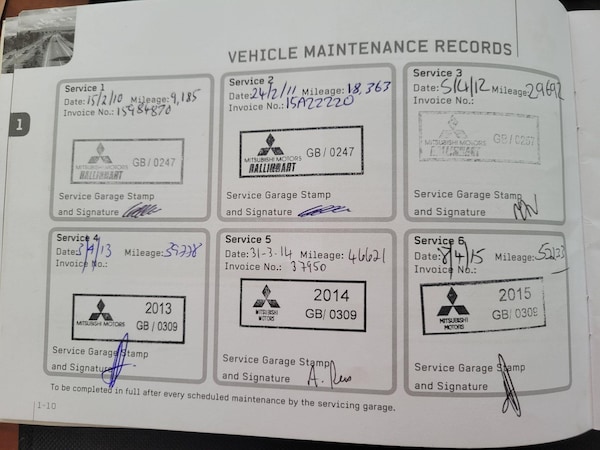 VEHICLE MAINTENANCE RECORDS
1
Service 1
Date: 15/2/10 Mileage: 9,185
Invoice No.: 15984870
MITSUBISHI MOTORS
RALLIART
GB/0247
Service Garage Stamp
and Signature
Service 2
Date: 24/2/11 Mileage: 18,363
Invoice No.: 15A22220
MITSUBISHI MOTORS
RALLIART
GB/0247
Service Garage Stamp
and Signature
Service 3
Date: 5/4/12 Mileage: 29692
Invoice No.:
MITSUBISHI MOTORS
Service Garage Stamp
and Signature
Service 4
Date: 3/4/13 Mileage:
Invoice No.:
MITSUBISHI MOTORS
2013
GB/0309
Service Garage Stamp
and Signature
Service 5
Date: 31-3-14 Mileage: 46621
Invoice No.: 37950
MITSUBISHI
MOTORS
2014
GB/0309
Service Garage Stamp
and Signature
Service 6
Date: 8/4/15 Mileage:
Invoice No.:
MITSUBISHI
MOTORS
2015
GB/0309
Service Garage Stamp
and Signature
To be completed in full after every scheduled maintenance by the servicing garage.
1-10